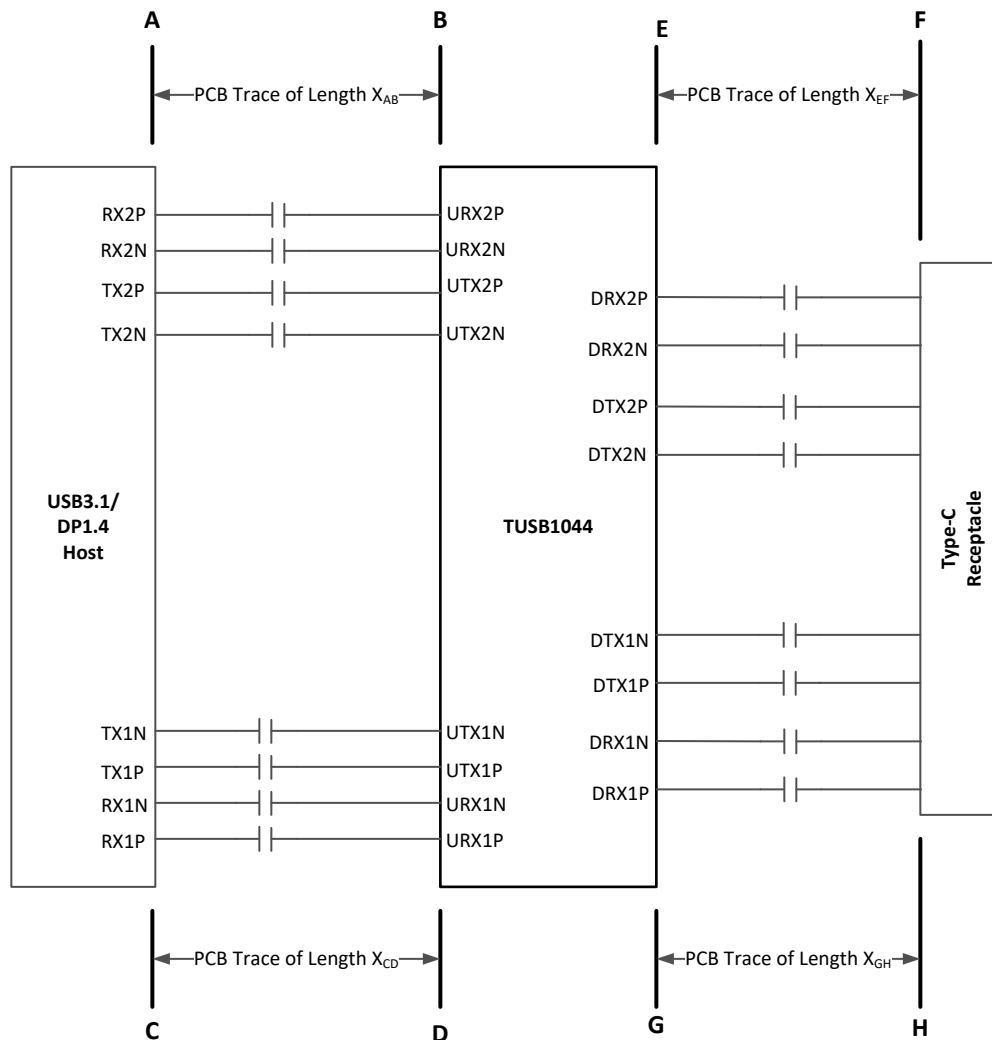 A
B
E
F
PCB Trace of Length XAB
PCB Trace of Length XEF
RX2P
RX2N
TX2P
TX2N
URX2P
URX2N
UTX2P
UTX2N
DRX2P
DRX2N
DTX2P
DTX2N
USB3.1/
DP1.4
Host
TUSB1044
Type-C
Receptacle
DTX1N
DTX1P
DRX1N
DRX1P
TX1N
TX1P
RX1N
RX1P
UTX1N
UTX1P
URX1N
URX1P
PCB Trace of Length XCD
PCB Trace of Length XGH
C
D
G
H